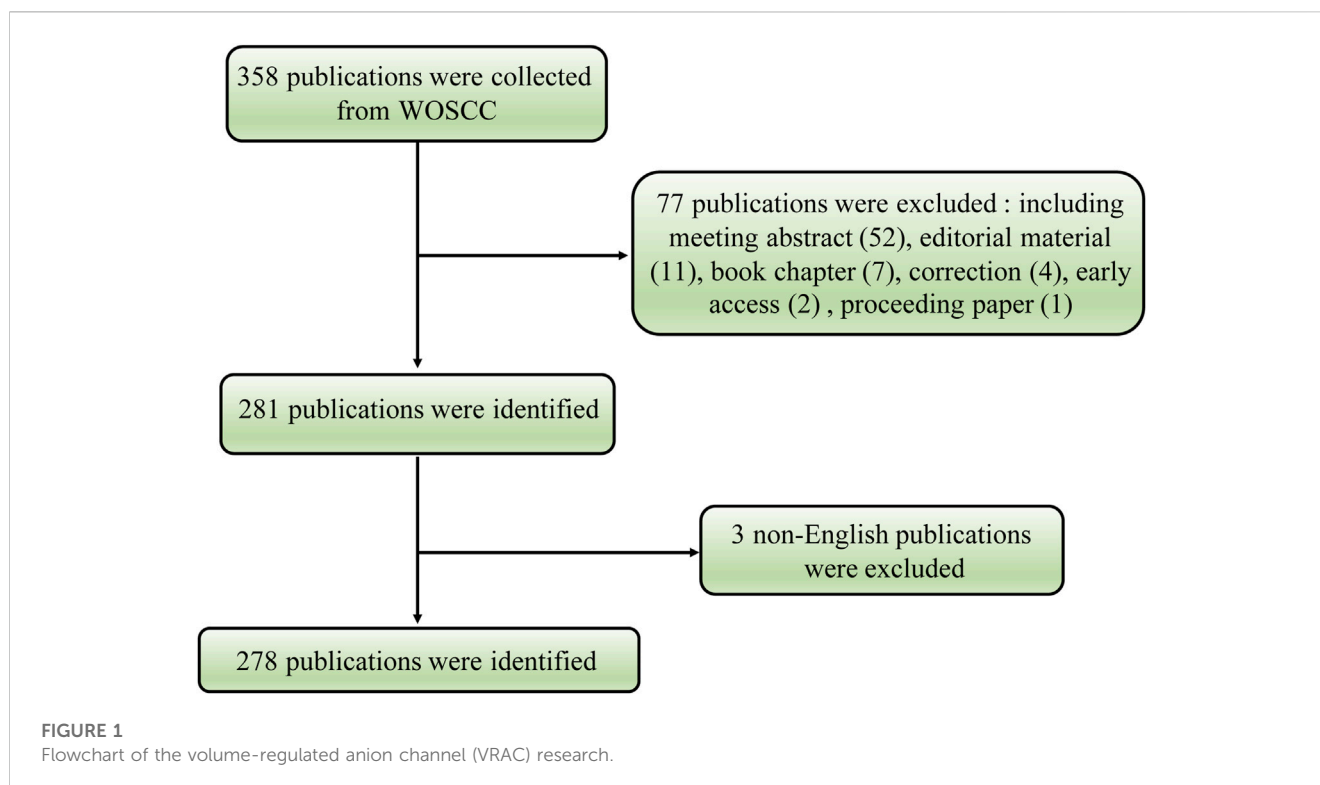 358 publications were collected
from WOSCC
77 publications were excluded : including
meeting abstract (52), editorial material
(11), book chapter (7), correction (4), early
access (2) , proceeding paper (1)
281 publications were identified
3 non-English publications
were excluded
278 publications were identified
FIGURE 1
Flowchart of the volume-regulated anion channel (VRAC) research.